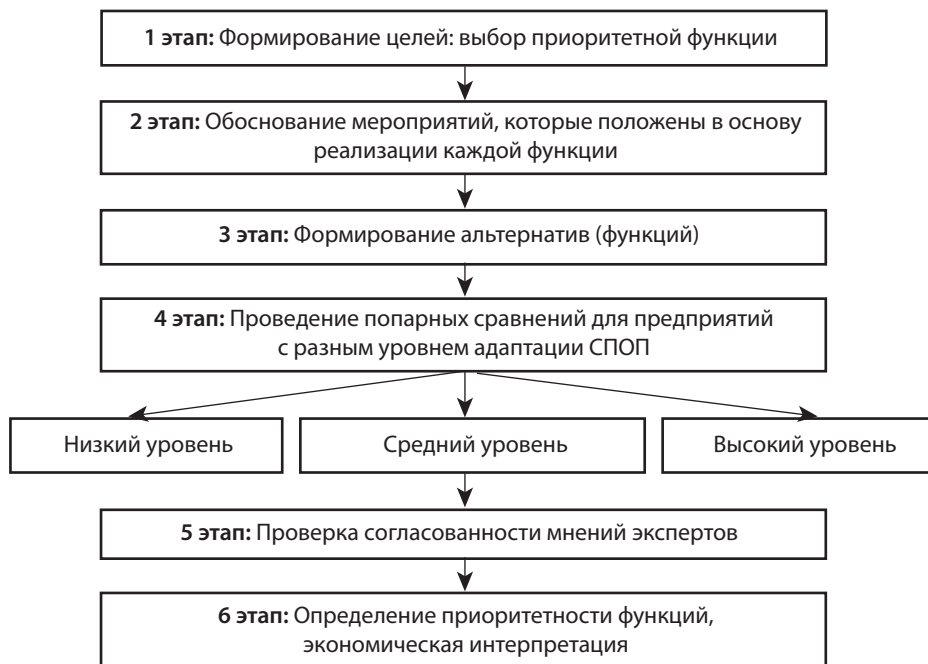 1 этап: Формирование целей: выбор приоритетной функции
2 этап: Обоснование мероприятий, которые положены в основу
реализации каждой функции
3 этап: Формирование альтернатив (функций)
4 этап: Проведение попарных сравнений для предприятий
с разным уровнем адаптации СПОП
Низкий уровень
Средний уровень
Высокий уровень
5 этап: Проверка согласованности мнений экспертов
6 этап: Определение приоритетности функций,
экономическая интерпретация